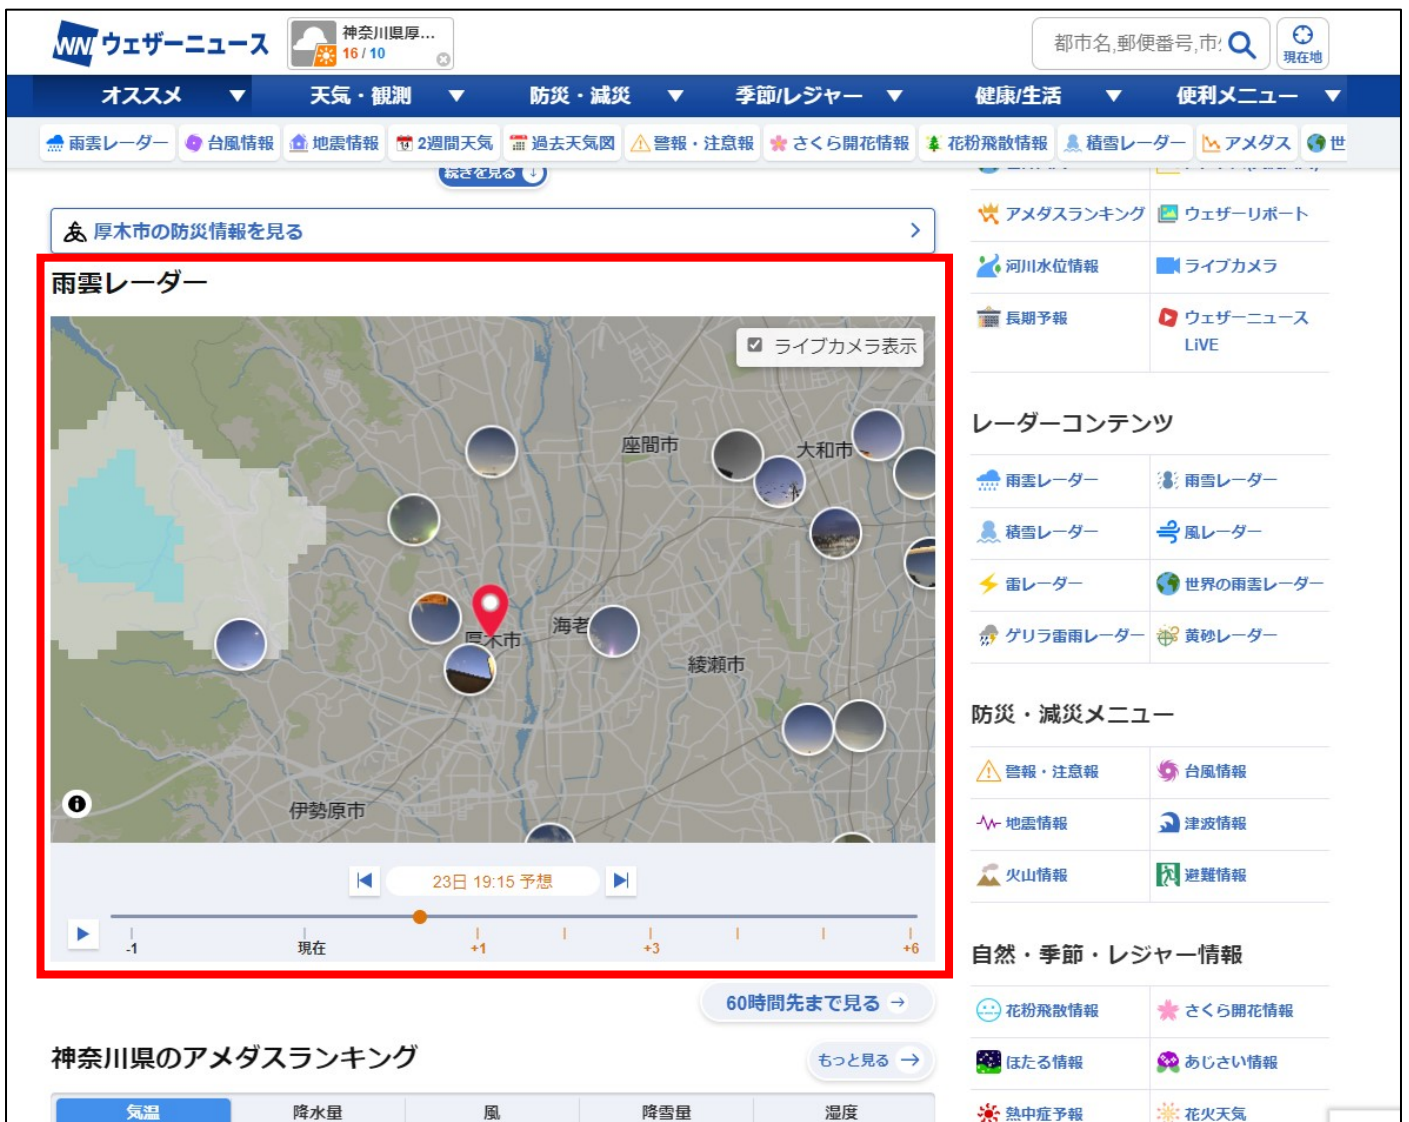 WN ウェザーニュース
神奈川県厚...
16 / 10
都市名,郵便番号,市
現在地
オススメ ▼ 天気・観測 ▼ 防災・減災 ▼ 季節/レジャー ▼ 健康/生活 ▼ 便利メニュー ▼
雨雲レーダー 台風情報 地震情報 2週間天気 過去天気図 警報・注意報 さくら開花情報 花粉飛散情報 積雪レーダー アメダス 世
続きを見る
厚木市の防災情報を見る
雨雲レーダー
ライブカメラ表示
座間市
大和市
厚木市
海老
綾瀬市
伊勢原市
23日 19:15 予想
-1 現在 +1 +3 +6
60時間先まで見る →
神奈川県のアメダスランキング
もっと見る →
気温 降水量 風 降雪量 湿度
アメダスランキング ウェザーリポート
河川水位情報 ライブカメラ
長期予報 ウェザーニュース
LiVE
レーダーコンテンツ
雨雲レーダー 雨雪レーダー
積雪レーダー 風レーダー
雷レーダー 世界の雨雲レーダー
ゲリラ雷雨レーダー 黄砂レーダー
防災・減災メニュー
警報・注意報 台風情報
地震情報 津波情報
火山情報 避難情報
自然・季節・レジャー情報
花粉飛散情報 さくら開花情報
ほたる情報 あじさい情報
熱中症予報 花火天気